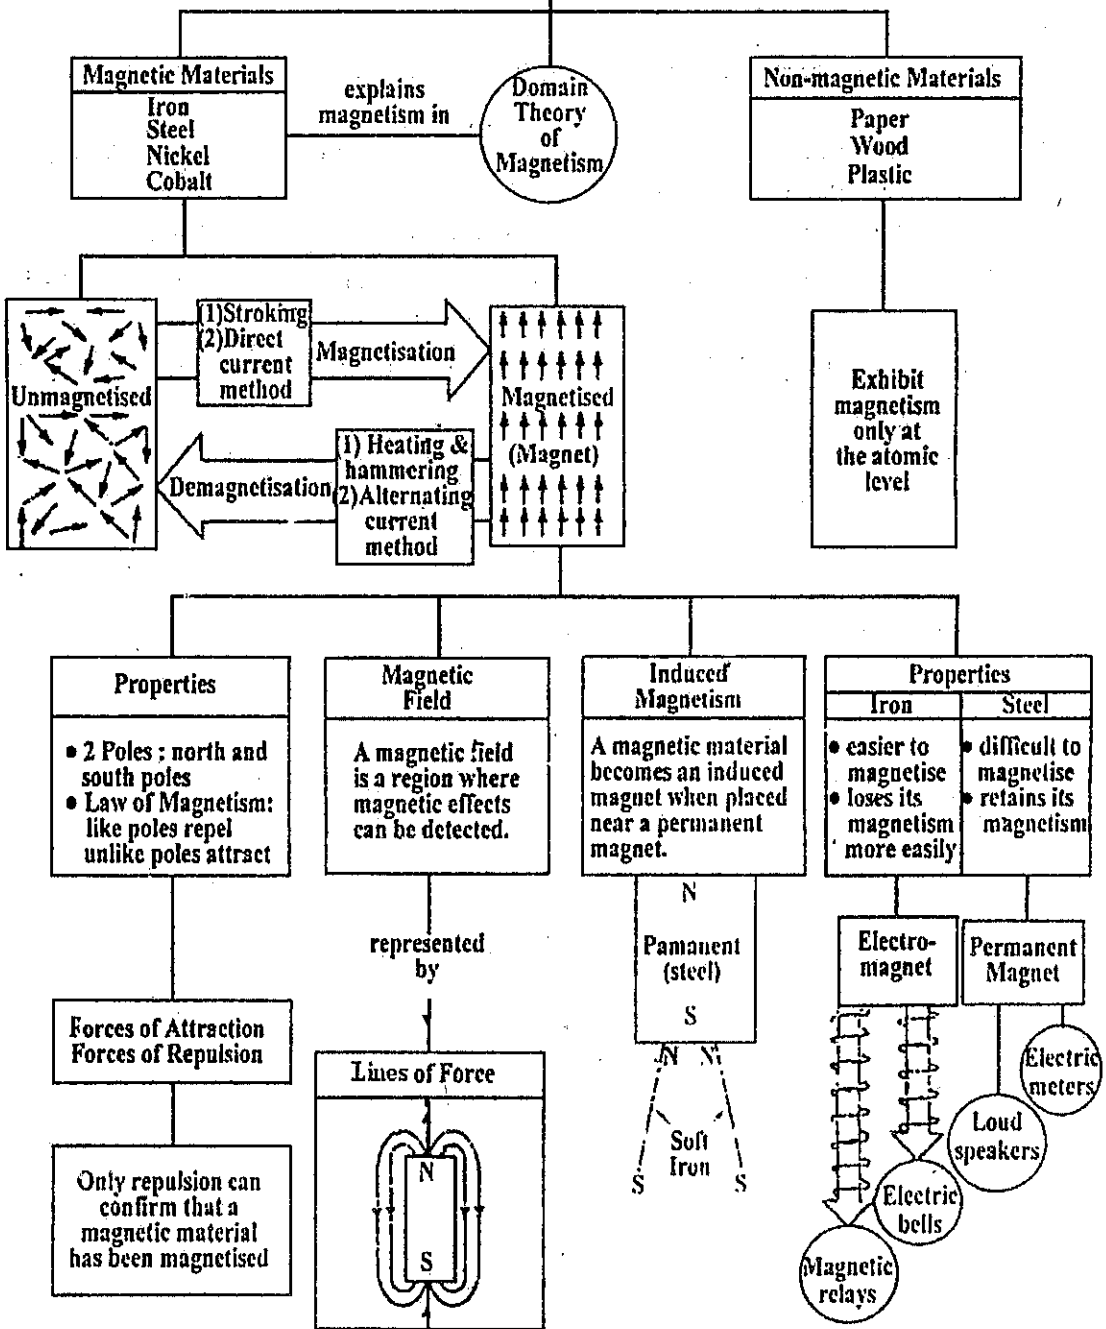 Magnetic Materials
Iron
Steel
Nickel
Cobalt
explains
magnetism in
Domain
Theory
of
Magnetism
Non-magnetic Materials
Paper
Wood
Plastic
Unmagnetised
(1)Stroking
(2)Direct
current
method
Magnetisation
Magnetised
(Magnet)
Demagnetisation
(1) Heating &
hammering
(2)Alternating
current
method
Exhibit
magnetism
only at
the atomic
level
Properties
• 2 Poles : north and
south poles
• Law of Magnetism:
like poles repel
unlike poles attract
Magnetic
Field
A magnetic field
is a region where
magnetic effects
can be detected.
Induced
Magnetism
A magnetic material
becomes an induced
magnet when placed
near a permanent
magnet.
Properties
Iron
Steel
• easier to
magnetise
• loses its
magnetism
more easily
• difficult to
magnetise
• retains its
magnetism
Forces of Attraction
Forces of Repulsion
Only repulsion can
confirm that a
magnetic material
has been magnetised
represented
by
Lines of Force
N
S
N
Pamanent
(steel)
S
N N
Soft
Iron
S S
Electro-
magnet
Permanent
Magnet
Electric
meters
Loud
speakers
Electric
bells
Magnetic
relays